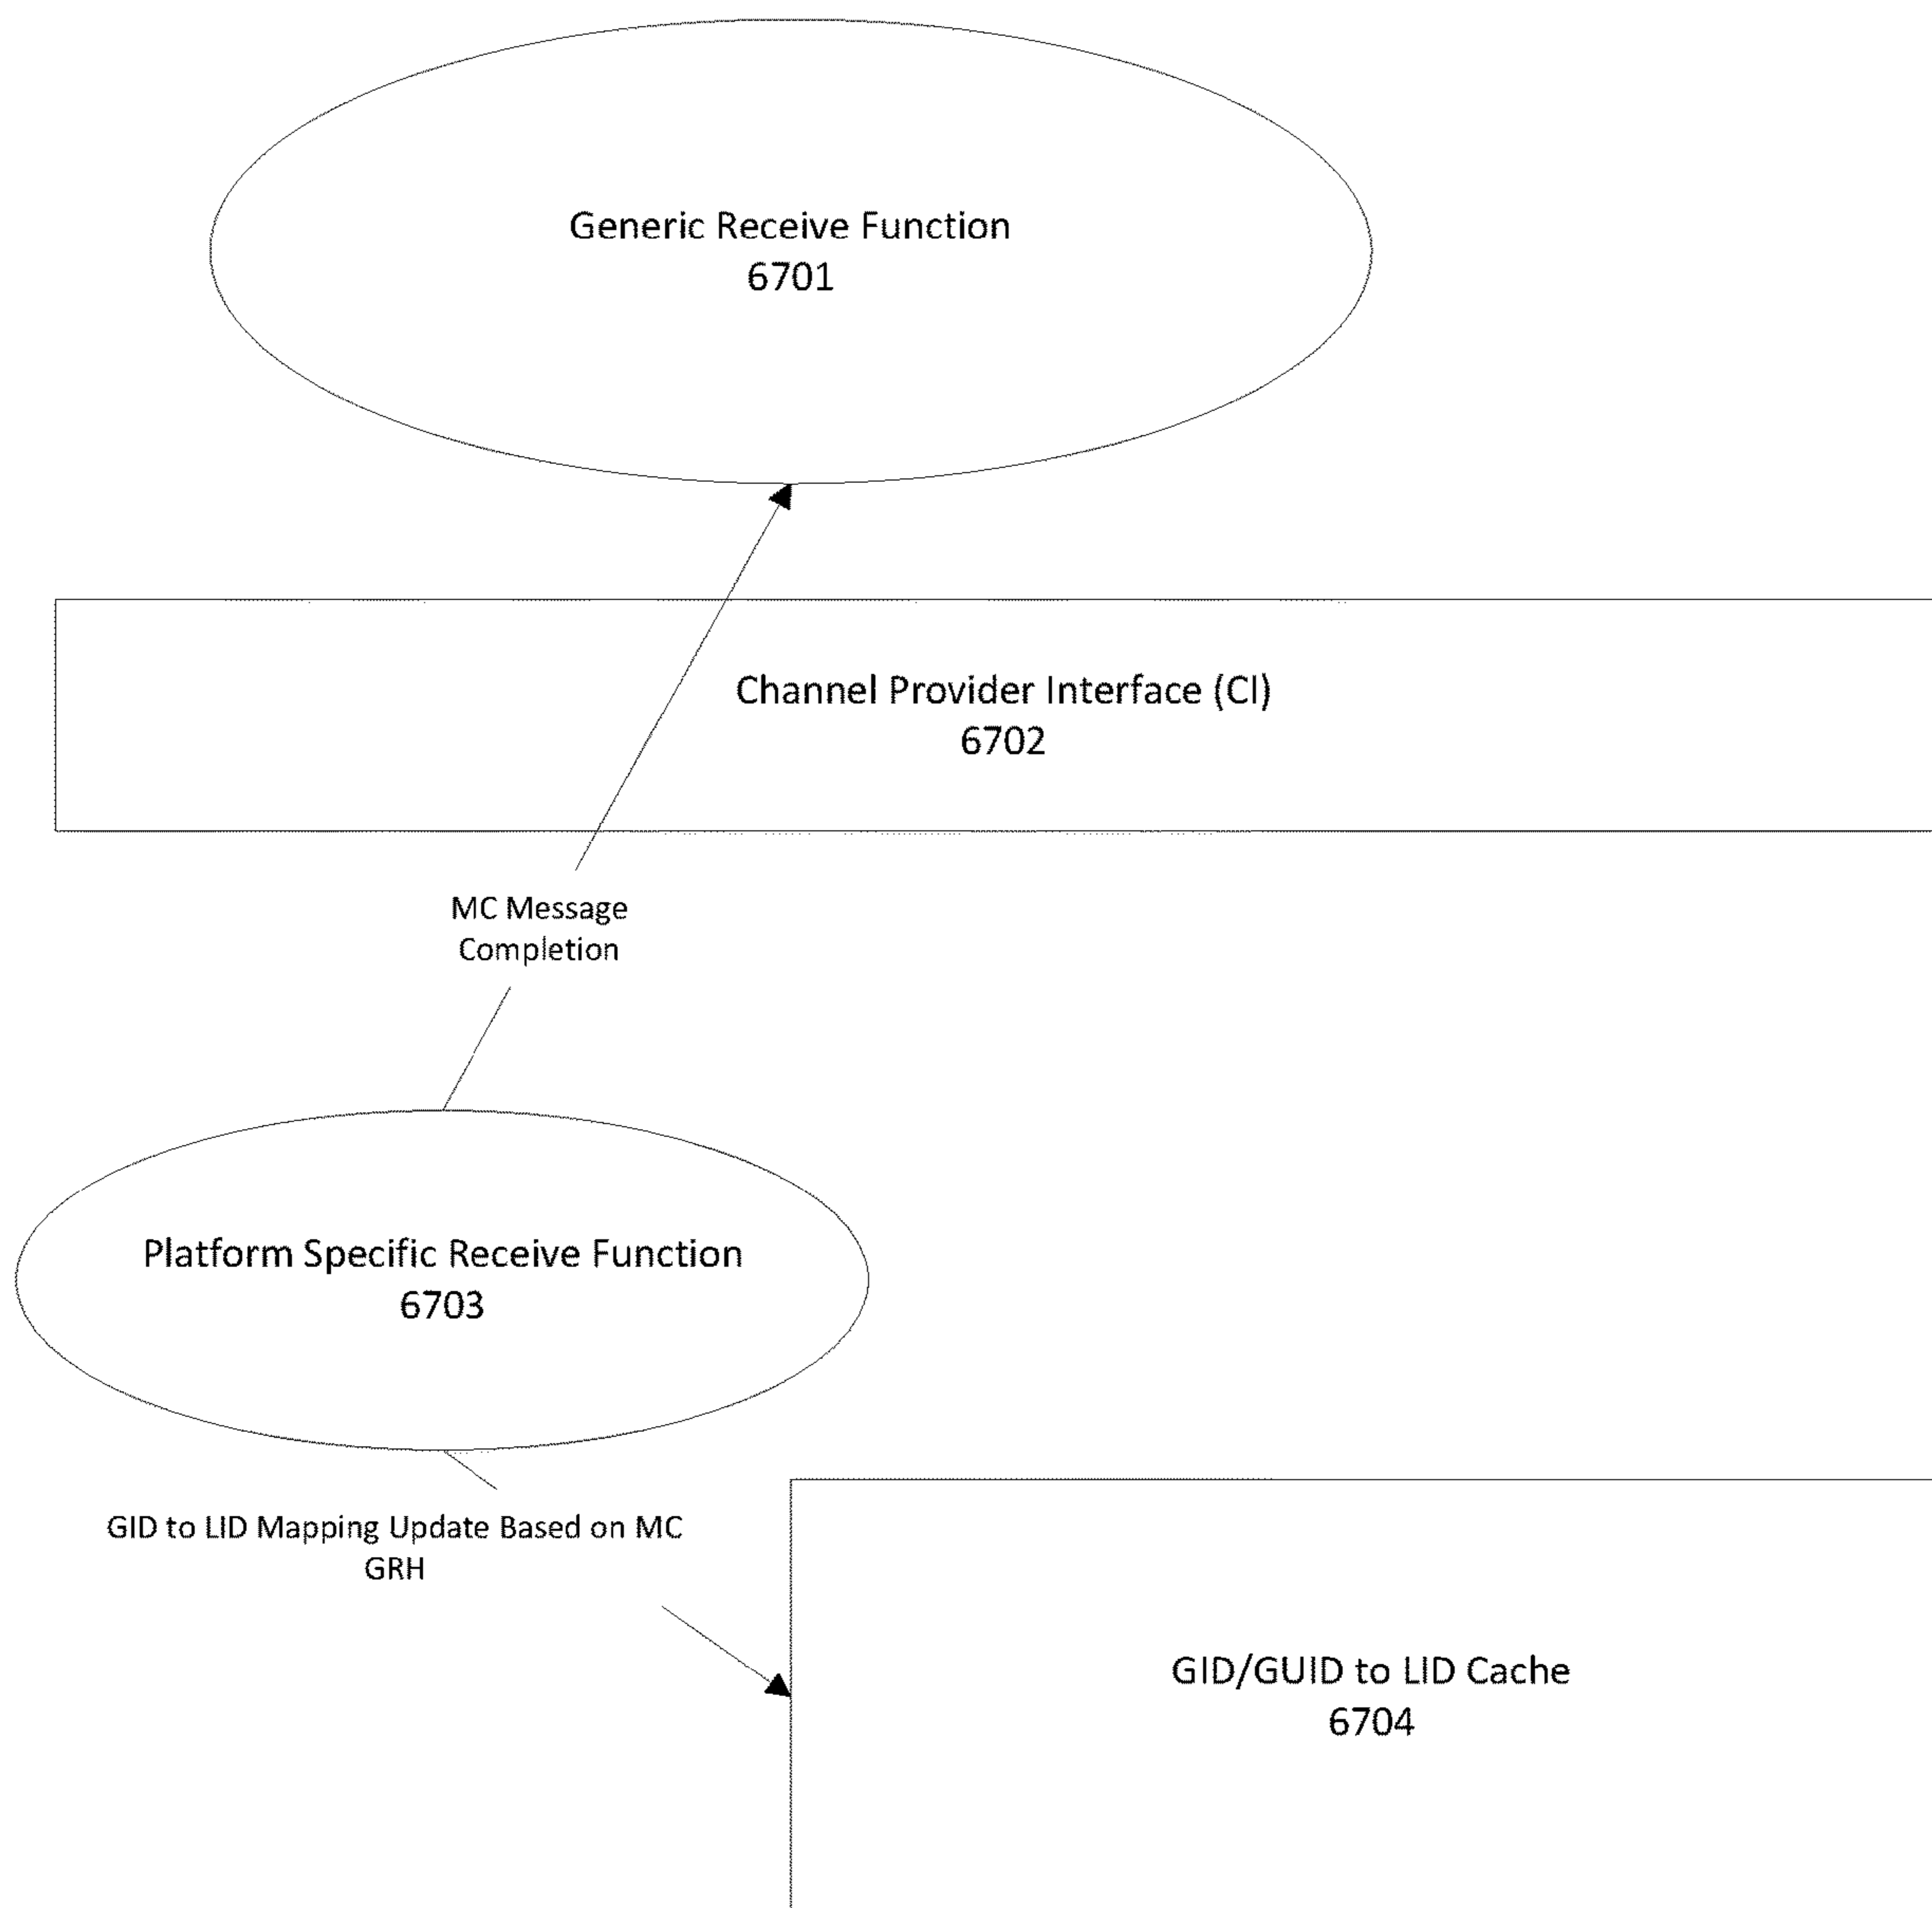 Generic Receive Function
6701
Channel Provider Interface (CI)
6702
MC Message
Completion
Platform Specific Receive Function
6703
GID to LID Mapping Update Based on MC
GRH
GID/GUID to LID Cache
6704